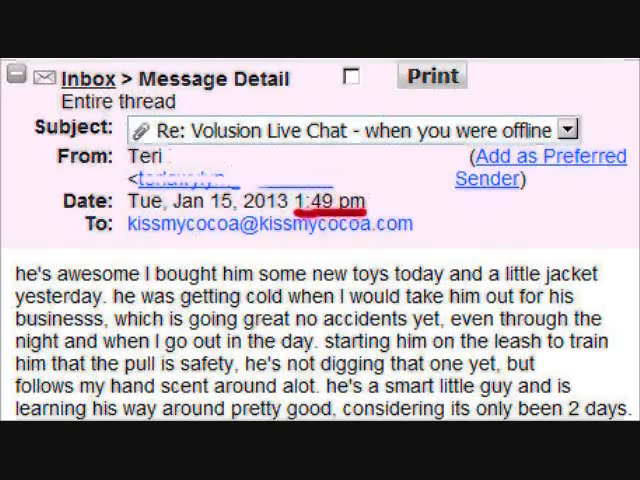 Inbox > Message Detail
Print
Entire thread
Subject: Re: Volusion Live Chat - when you were offline
From: Teri
(Add as Preferred Sender)
Date: Tue, Jan 15, 2013 1:49 pm
To: kissmycocoa@kissmycocoa.com
he's awesome I bought him some new toys today and a little jacket
yesterday. he was getting cold when I would take him out for his
businesss, which is going great no accidents yet, even through the
night and when I go out in the day. starting him on the leash to train
him that the pull is safety, he's not digging that one yet, but
follows my hand scent around alot. he's a smart little guy and is
learning his way around pretty good, considering its only been 2 days.